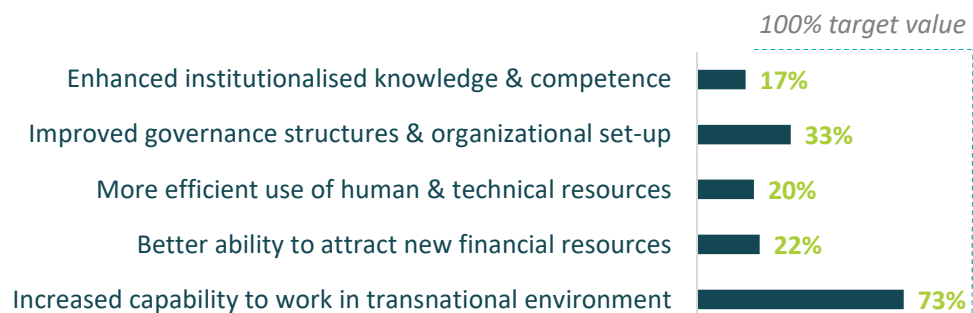 100% target value
Enhanced institutionalised knowledge & competence 17%
Improved governance structures & organizational set-up 33%
More efficient use of human & technical resources 20%
Better ability to attract new financial resources 22%
Increased capability to work in transnational environment 73%